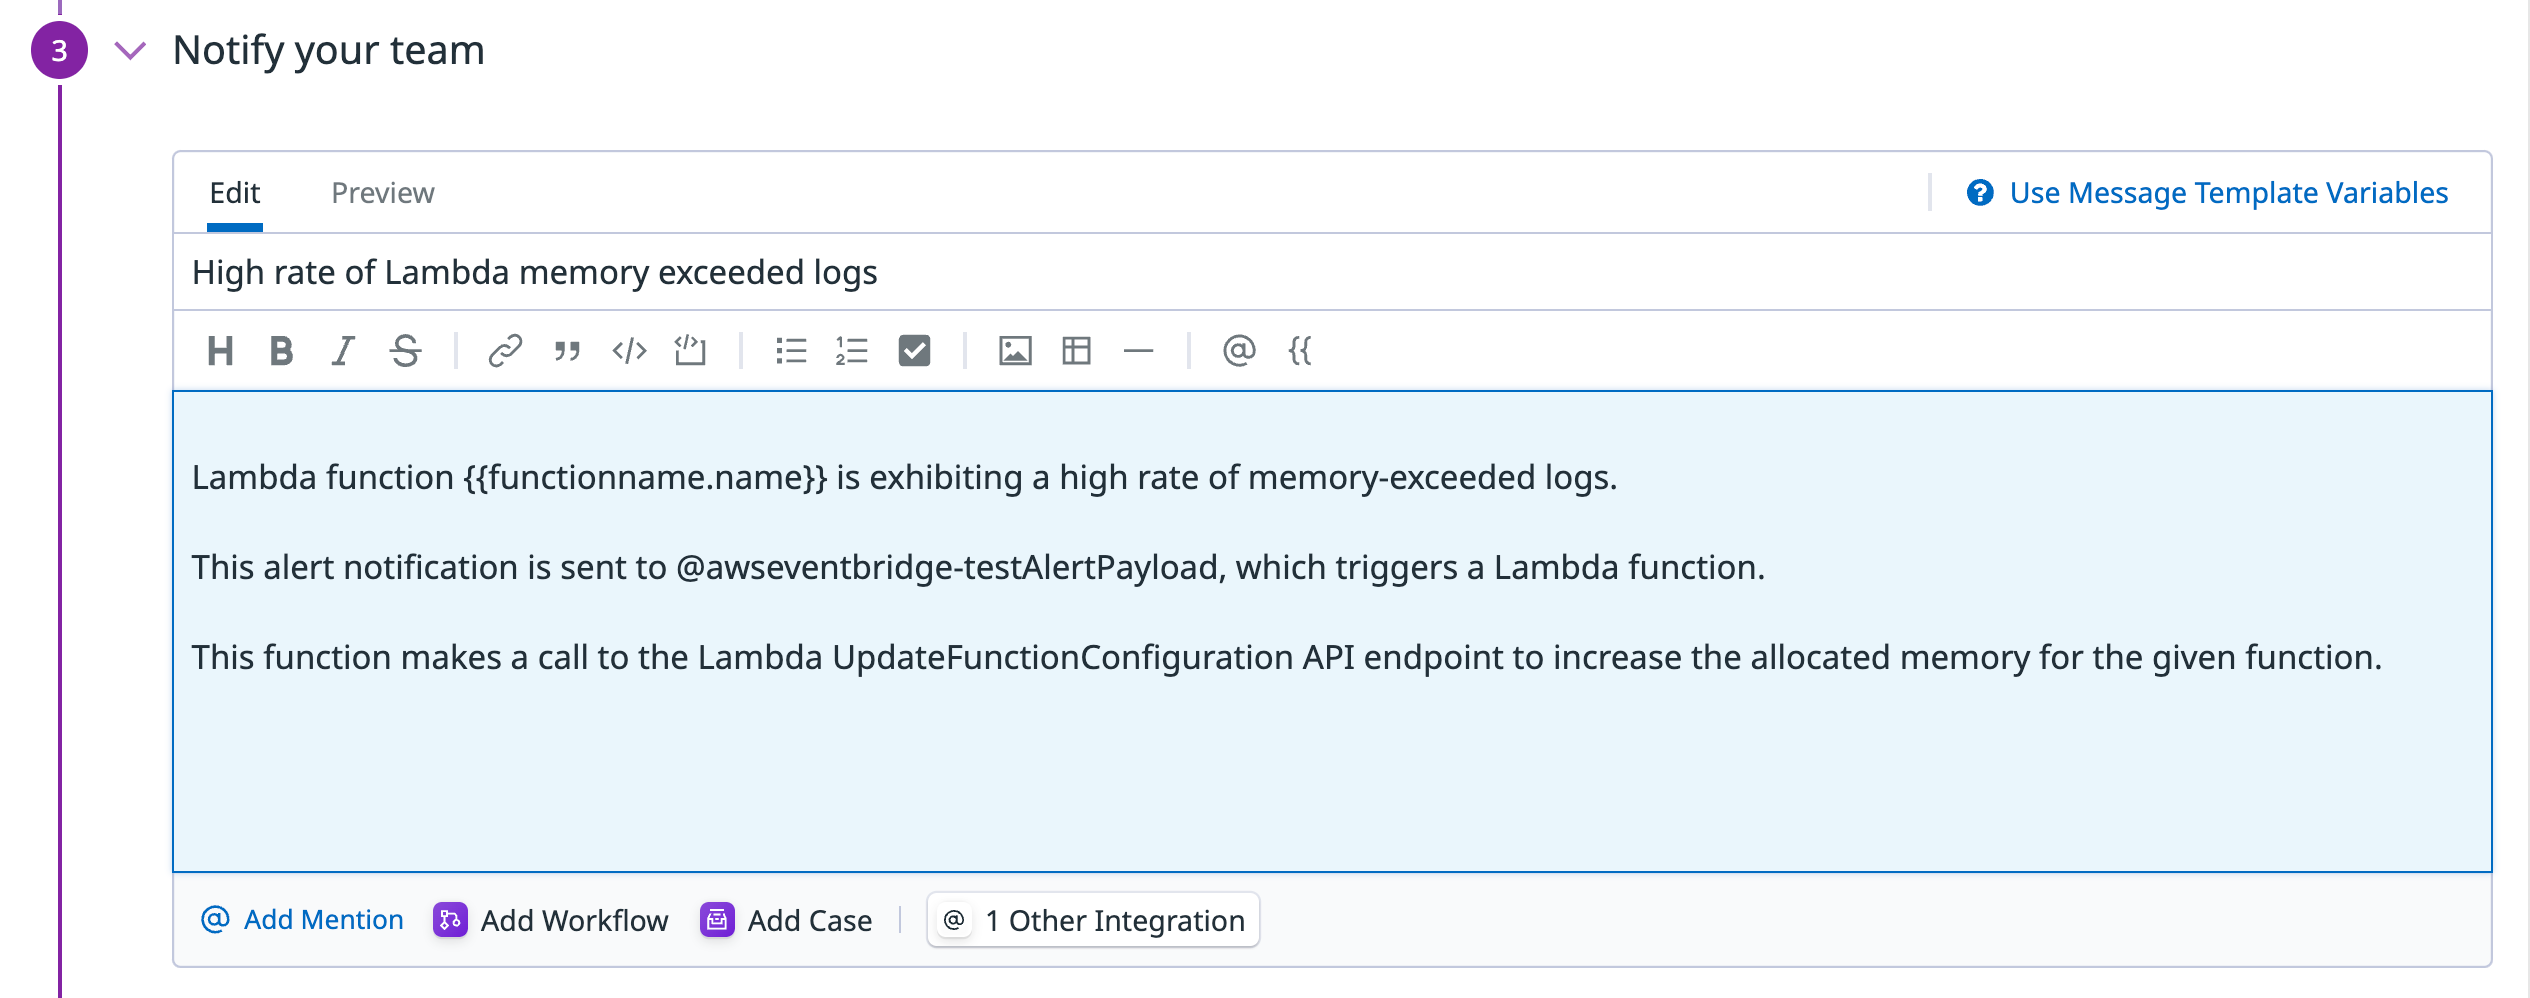 3 Notify your team
Edit Preview Use Message Template Variables
High rate of Lambda memory exceeded logs
H B I S </> </> 1 2 @ {{
Lambda function {{functionname.name}} is exhibiting a high rate of memory-exceeded logs.
This alert notification is sent to @awseventbridge-testAlertPayload, which triggers a Lambda function.
This function makes a call to the Lambda UpdateFunctionConfiguration API endpoint to increase the allocated memory for the given function.
@ Add Mention Add Workflow Add Case @ 1 Other Integration